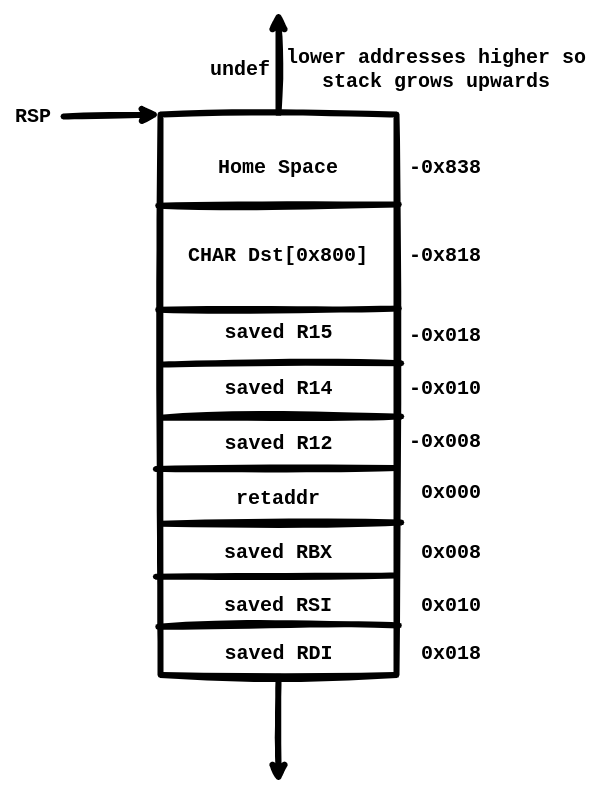 lower addresses higher so
stack grows upwards
undef
RSP
Home Space -0x838
CHAR Dst[0x800] -0x818
saved R15 -0x018
saved R14 -0x010
saved R12 -0x008
retaddr 0x000
saved RBX 0x008
saved RSI 0x010
saved RDI 0x018